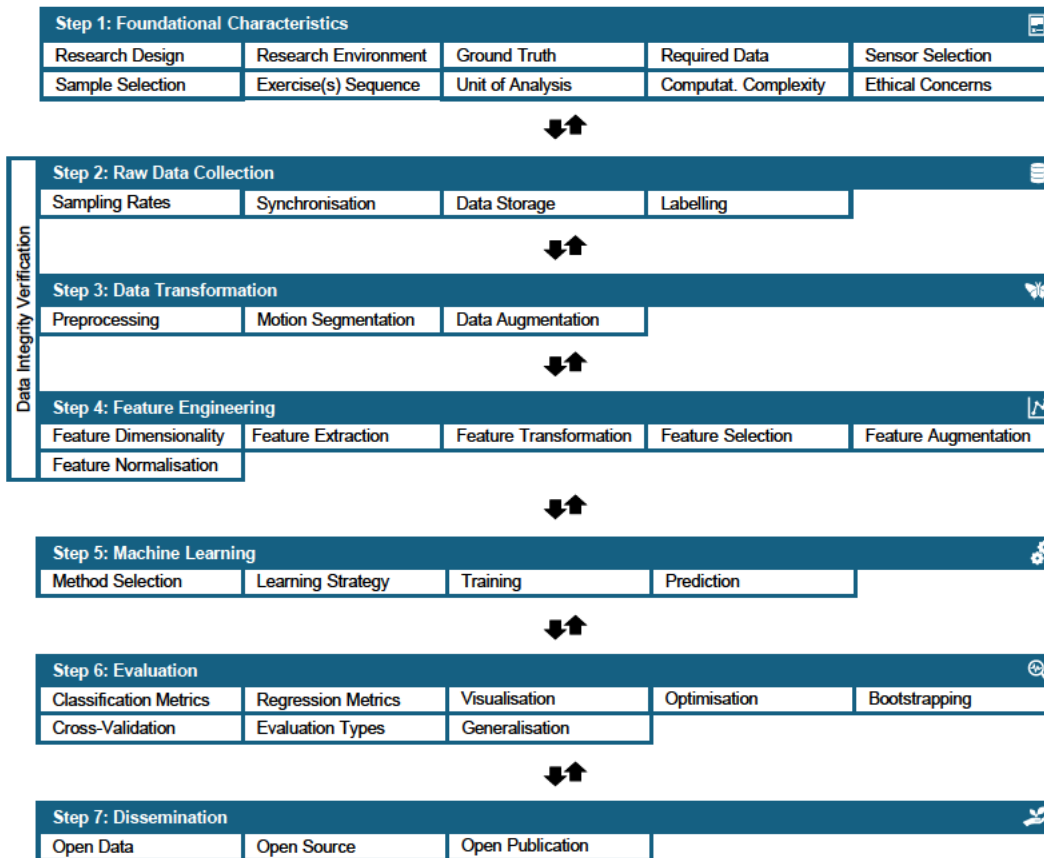 Step 1: Foundational Characteristics
Research Design Research Environment Ground Truth Required Data Sensor Selection
Sample Selection Exercise(s) Sequence Unit of Analysis Computat. Complexity Ethical Concerns
Data Integrity Verification
Step 2: Raw Data Collection
Sampling Rates Synchronisation Data Storage Labelling
Step 3: Data Transformation
Preprocessing Motion Segmentation Data Augmentation
Step 4: Feature Engineering
Feature Dimensionality Feature Extraction Feature Transformation Feature Selection Feature Augmentation
Feature Normalisation
Step 5: Machine Learning
Method Selection Learning Strategy Training Prediction
Step 6: Evaluation
Classification Metrics Regression Metrics Visualisation Optimisation Bootstrapping
Cross-Validation Evaluation Types Generalisation
Step 7: Dissemination
Open Data Open Source Open Publication